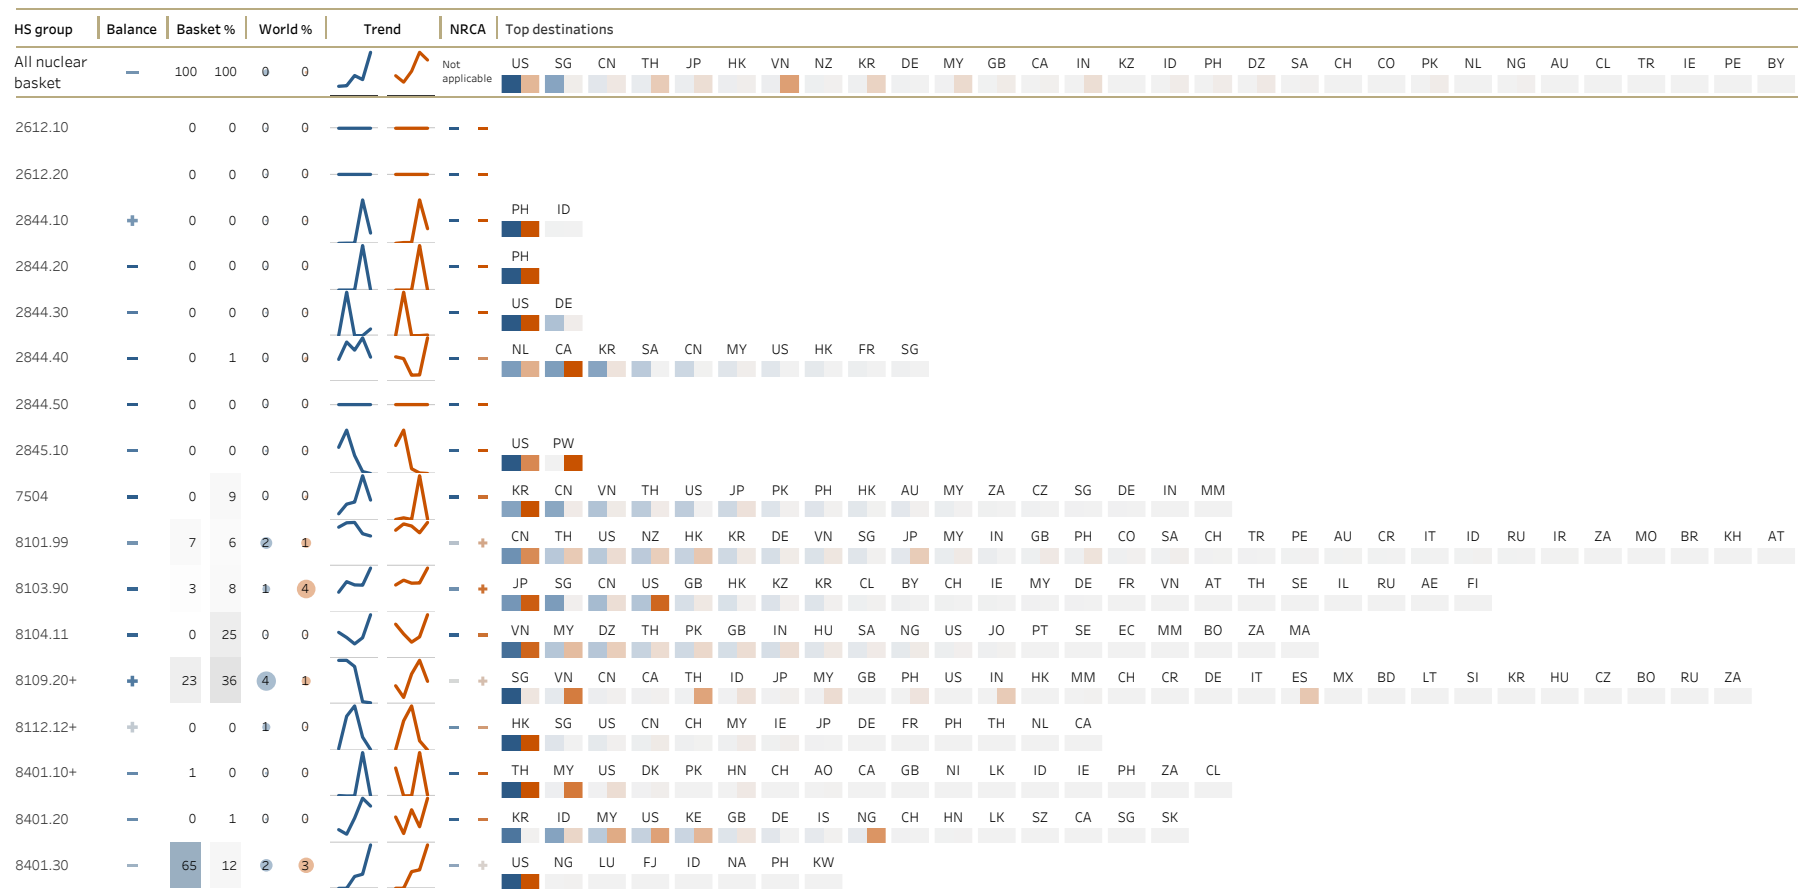 HS group Balance Basket % World % Trend NRCA Top destinations
All nuclear basket 100 100 0 0 Not applicable US SG CN TH JP HK VN NZ KR DE MY GB CA IN KZ ID PH DZ SA CH CO PK NL NG AU CL TR IE PE BY
2612.10 0 0 0 0
2612.20 0 0 0 0
2844.10 0 0 0 0 PH ID
2844.20 0 0 0 0 PH
2844.30 0 0 0 0 US DE
2844.40 0 1 0 0 NL CA KR SA CN MY US HK FR SG
2844.50 0 0 0 0
2845.10 0 0 0 0 US PW
7504 0 9 0 0 KR CN VN TH US JP PK PH HK AU MY ZA CZ SG DE IN MM
8101.99 7 6 2 1 CN TH US NZ HK KR DE VN SG JP MY IN GB PH CO SA CH TR PE AU CR IT ID RU IR ZA MO BR KH AT
8103.90 3 8 1 4 JP SG CN US GB HK KZ KR CL BY CH IE MY DE FR VN AT TH SE IL RU AE FI
8104.11 0 25 0 0 VN MY DZ TH PK GB IN HU SA NG US JO PT SE EC MM BO ZA MA
8109.20+ 23 36 4 1 SG VN CN CA TH ID JP MY GB PH US IN HK MM CH CR DE IT ES MX BD LT SI KR HU CZ BO RU ZA
8112.12+ 0 0 1 0 HK SG US CN CH MY IE JP DE FR PH TH NL CA
8401.10+ 1 0 0 0 TH MY US DK PK HN CH AO CA GB NI LK ID IE PH ZA CL
8401.20 0 1 0 0 KR ID MY US KE GB DE IS NG CH HN LK SZ CA SG SK
8401.30 65 12 2 3 US NG LU FJ ID NA PH KW